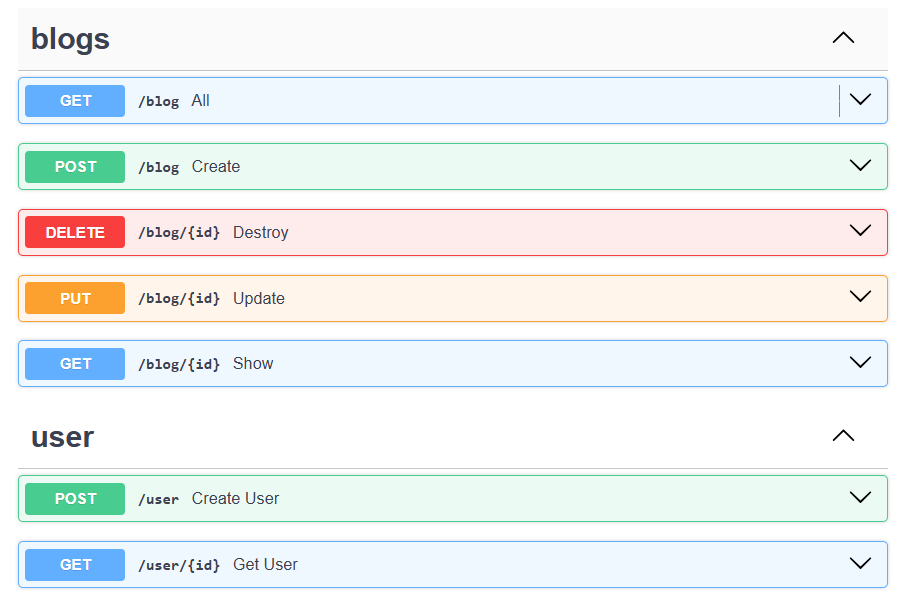 blogs
GET /blog All
POST /blog Create
DELETE /blog/{id} Destroy
PUT /blog/{id} Update
GET /blog/{id} Show
user
POST /user Create User
GET /user/{id} Get User